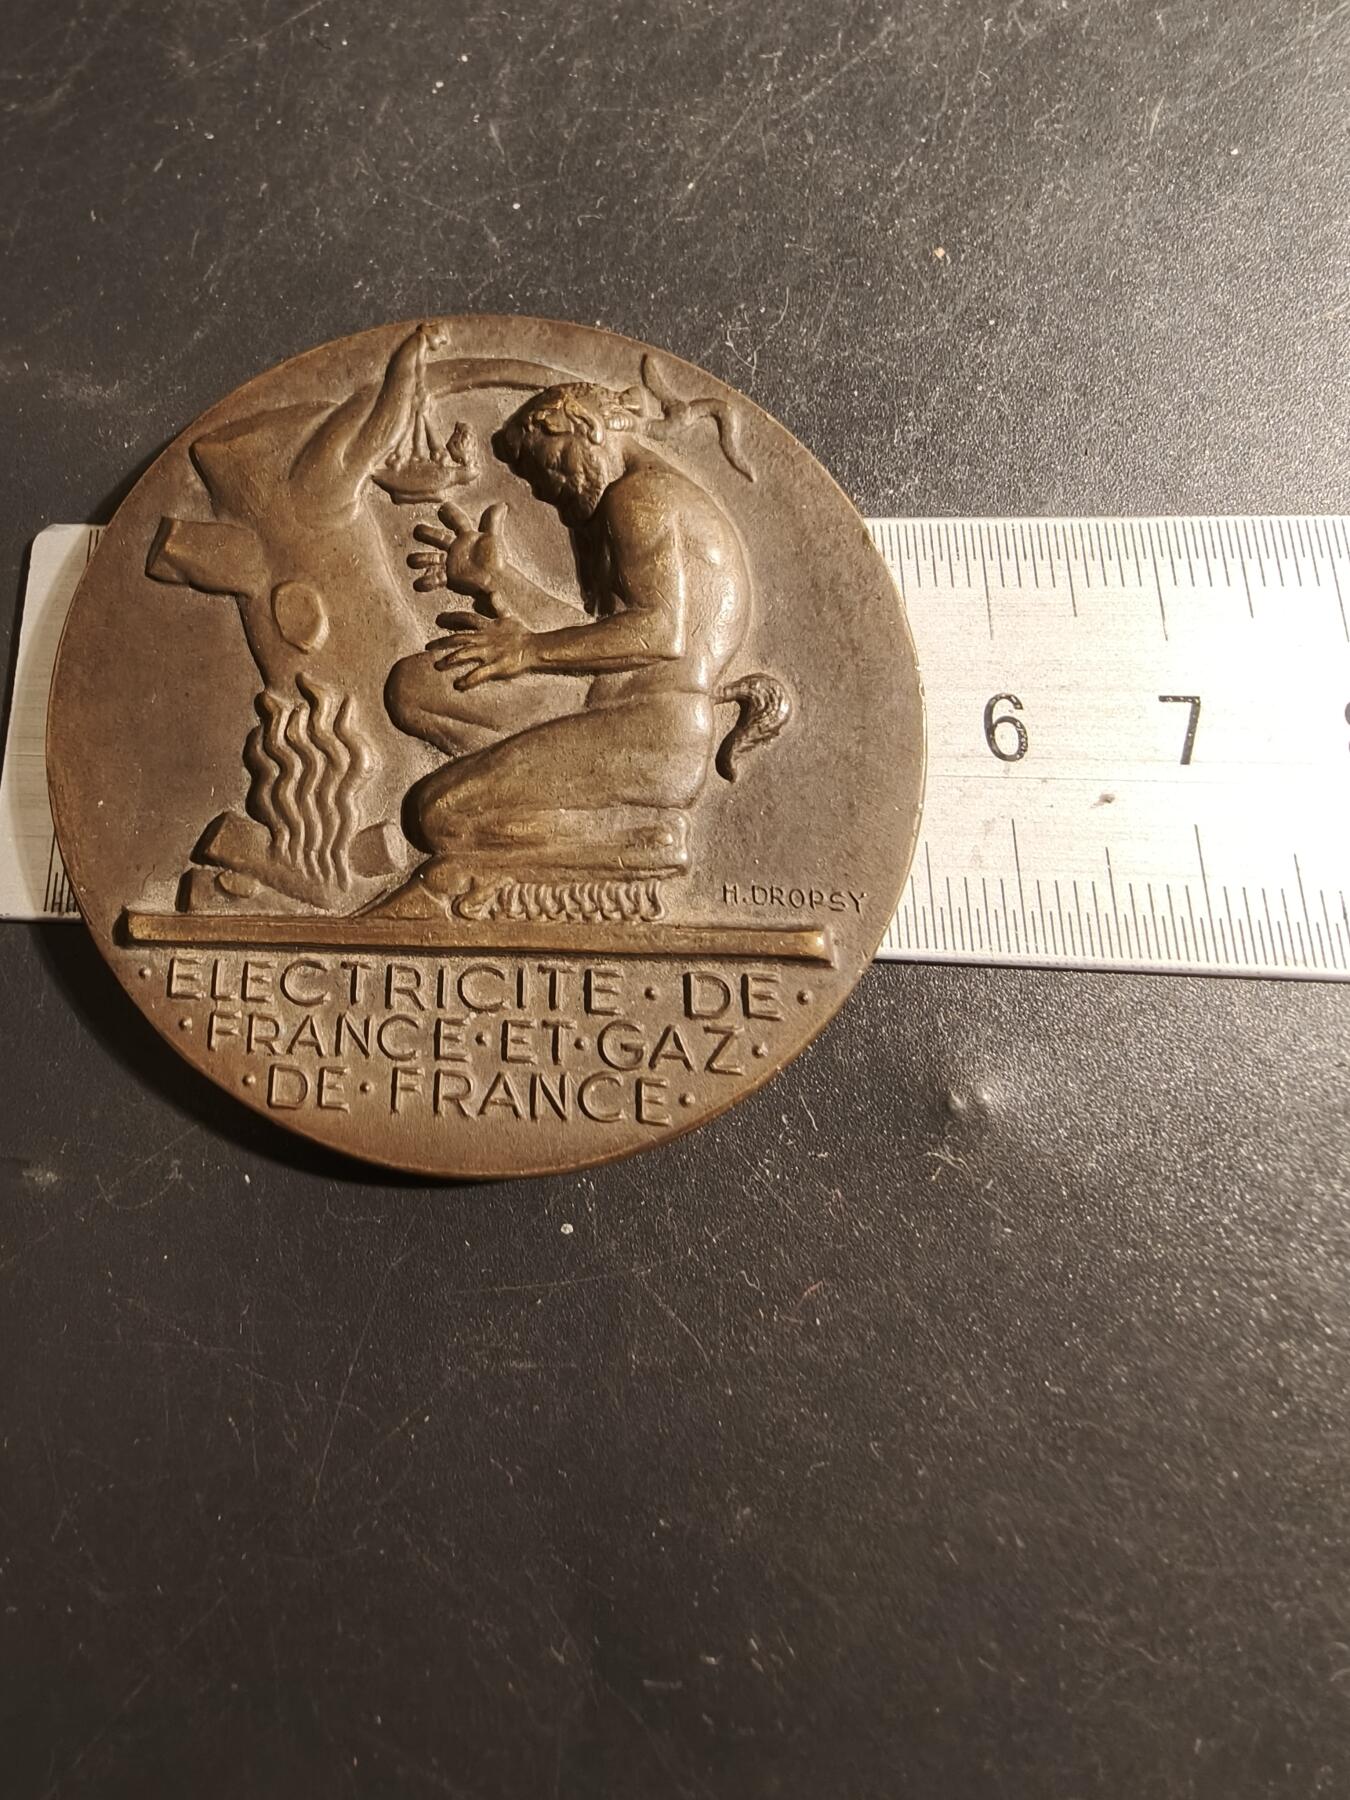 H. DROPSY
· ELECTRICITE · DE ·
· FRANCE · ET · GAZ ·
· DE · FRANCE ·
6 7